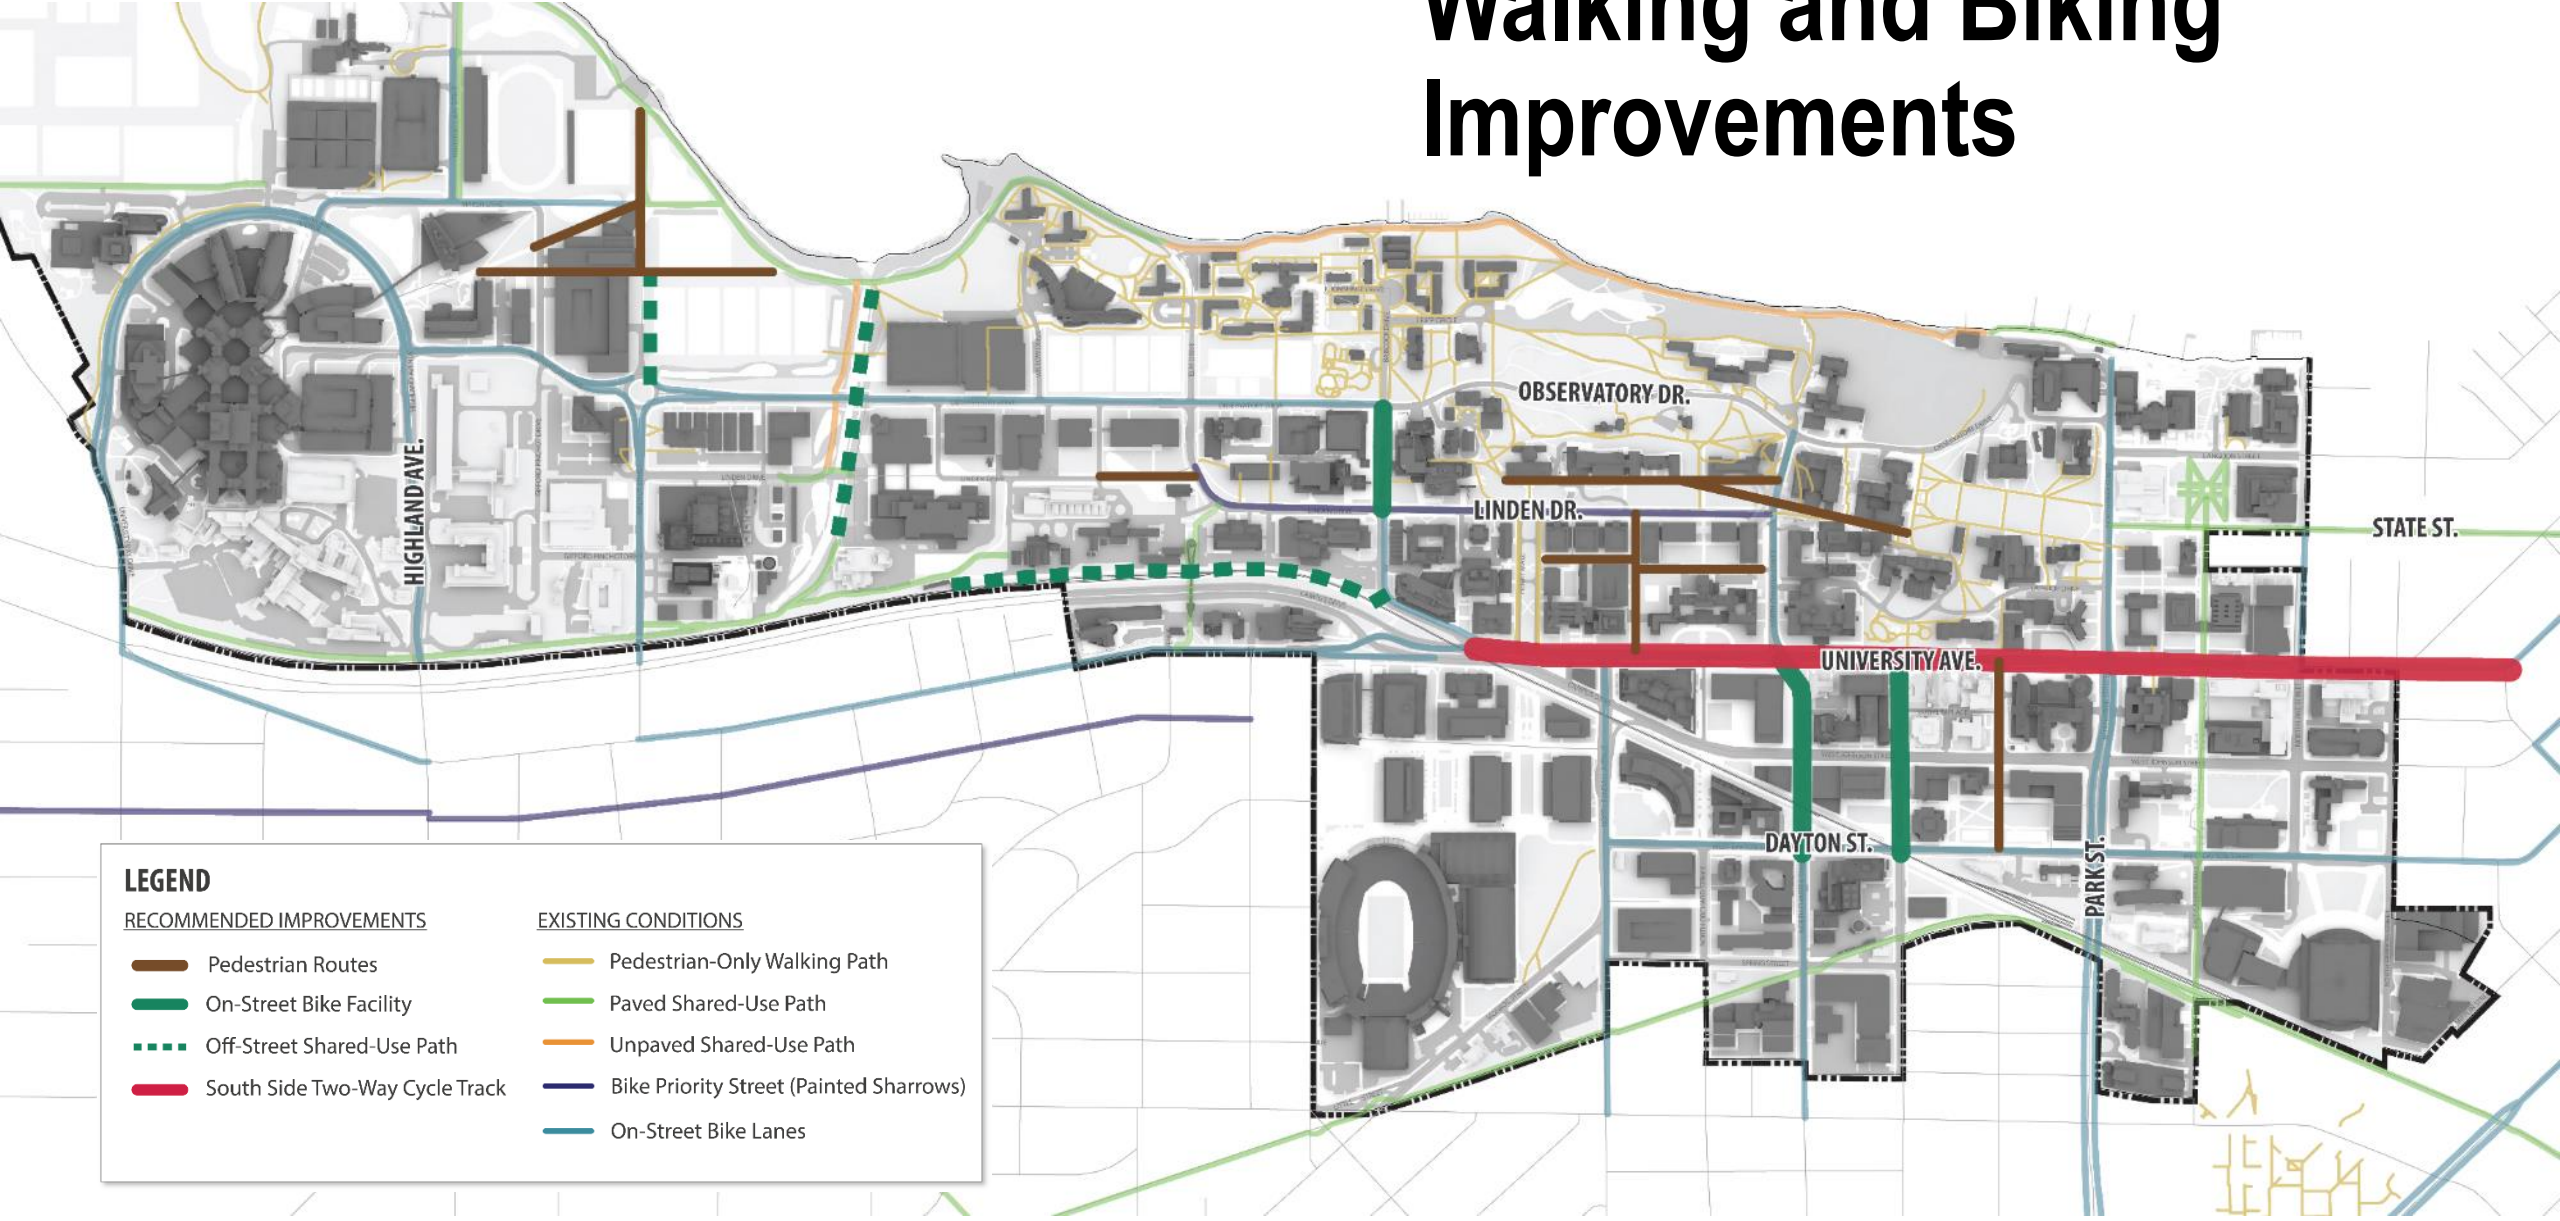 Walking and Biking
Improvements
OBSERVATORY DR.
HIGHLAND AVE.
LINDEN DR.
STATE ST.
UNIVERSITY AVE.
DAYTON ST.
PARK ST.
LEGEND
RECOMMENDED IMPROVEMENTS
Pedestrian Routes
On-Street Bike Facility
Off-Street Shared-Use Path
South Side Two-Way Cycle Track
EXISTING CONDITIONS
Pedestrian-Only Walking Path
Paved Shared-Use Path
Unpaved Shared-Use Path
Bike Priority Street (Painted Sharrows)
On-Street Bike Lanes